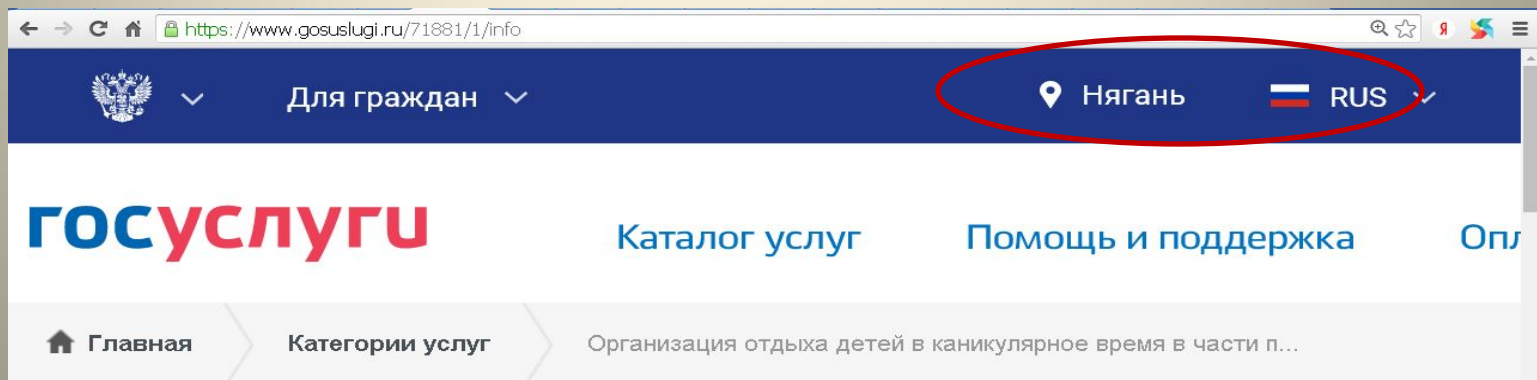 https://www.gosuslugi.ru/71881/1/info
Я
Для граждан
Нягань
RUS
госуслуги
Каталог услуг
Помощь и поддержка
Опл
Главная
Категории услуг
Организация отдыха детей в каникулярное время в части п...